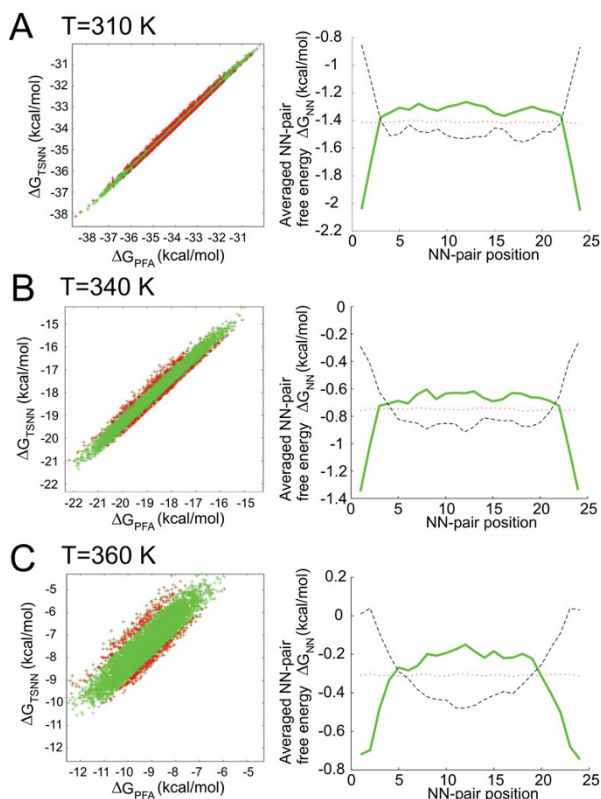 A T=310 K
ΔG_TSNN (kcal/mol)
-31
-32
-33
-34
-35
-36
-37
-38
-38 -37 -36 -35 -34 -33 -32 -31
ΔG_PFA (kcal/mol)
Averaged NN-pair
free energy ΔG_NN (kcal/mol)
-0.8
-1
-1.2
-1.4
-1.6
-1.8
-2
-2.2
5 10 15 20
NN-pair position
B T=340 K
ΔG_TSNN (kcal/mol)
-15
-16
-17
-18
-19
-20
-21
-22
-22 -21 -20 -19 -18 -17 -16 -15
ΔG_PFA (kcal/mol)
Averaged NN-pair
free energy ΔG_NN (kcal/mol)
0
-0.2
-0.4
-0.6
-0.8
-1
-1.2
-1.4
0 5 10 15 20
NN-pair position
C T=360 K
ΔG_TSNN (kcal/mol)
-5
-6
-7
-8
-9
-10
-11
-12
-12 -11 -10 -9 -8 -7 -6 -5
ΔG_PFA (kcal/mol)
Averaged NN-pair
free energy ΔG_NN (kcal/mol)
0.2
0
-0.2
-0.4
-0.6
-0.8
0 5 10 15 20
NN-pair position